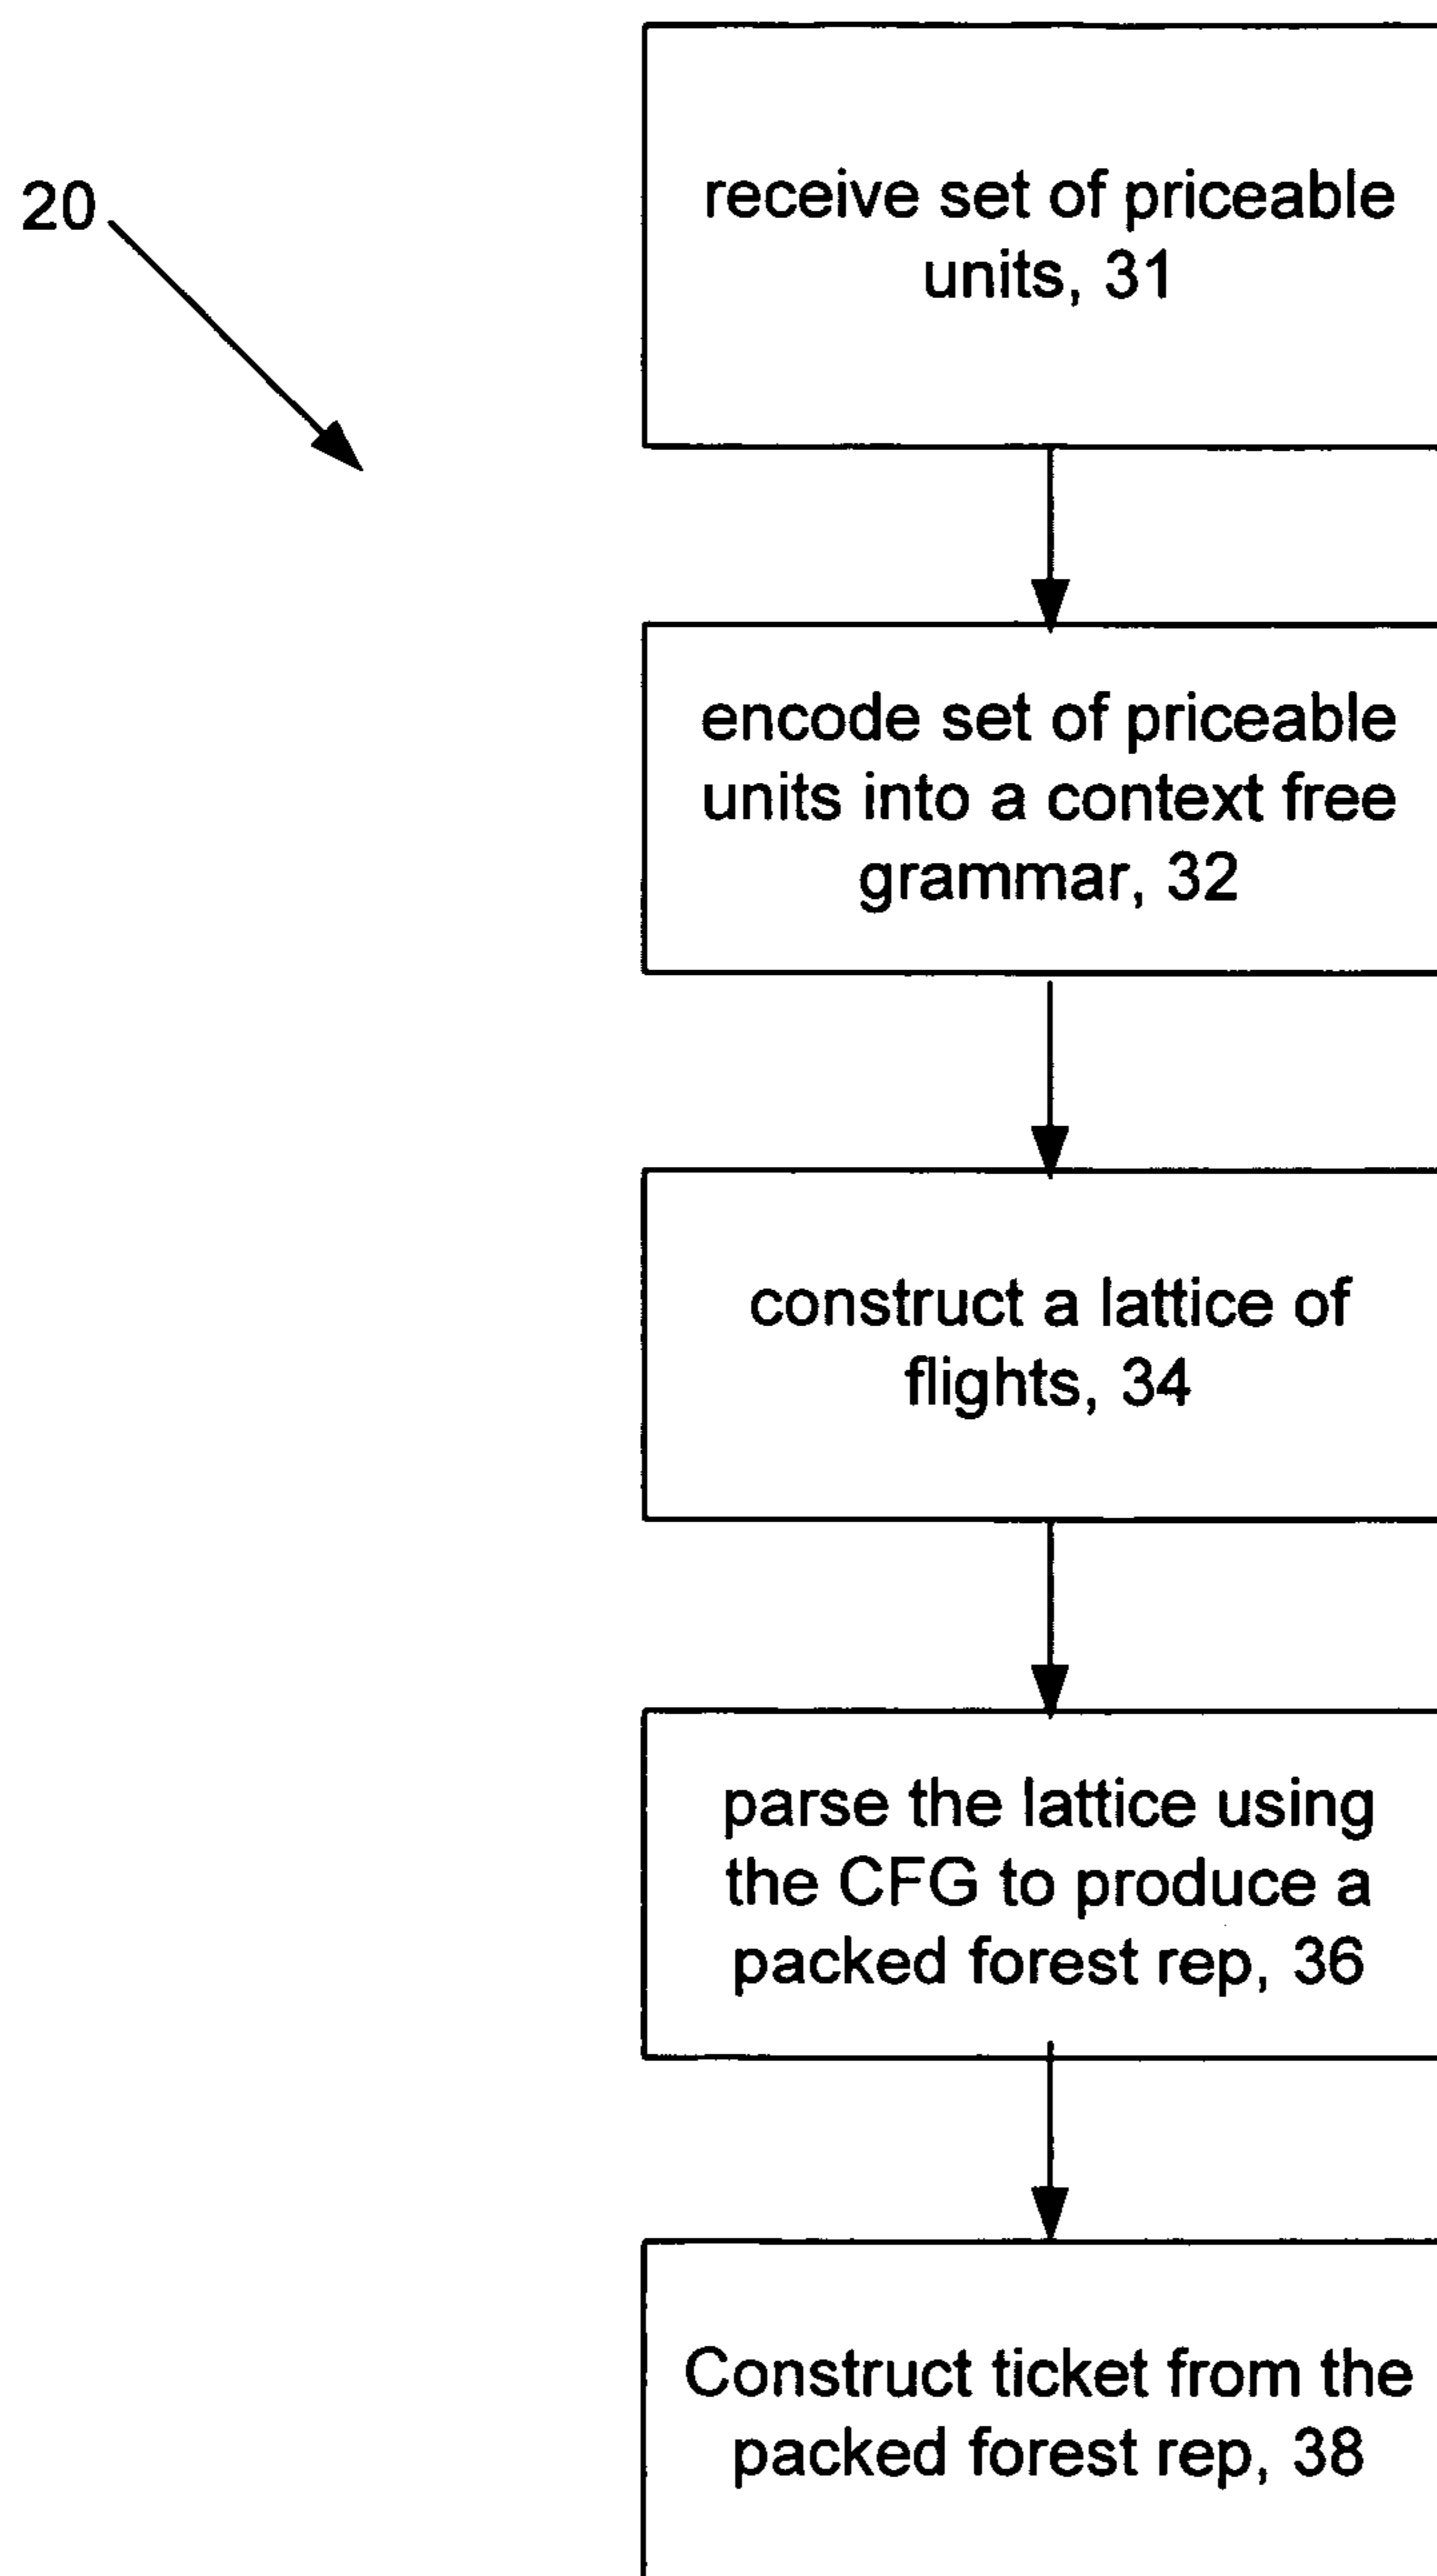 20
receive set of priceable
units, 31
encode set of priceable
units into a context free
grammar, 32
construct a lattice of
flights, 34
parse the lattice using
the CFG to produce a
packed forest rep, 36
Construct ticket from the
packed forest rep, 38